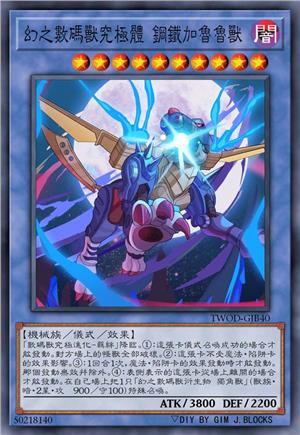 幻之數碼獸究極體 鋼鐵加魯魯獸
闇
TWOD-GIB40
【機械族/儀式/效果】
「數碼獸究極進化-羈絆」降臨。①:這張卡儀式召喚成功的場合才
能發動。對方場上的怪獸全部破壞。②:這張卡不受魔法·陷阱卡
的效果影響。③:1回合1次,魔法·陷阱卡的效果發動時才能發動。
那個發動無效并除外。④:表側表示的這張卡從場上離開的場合才
能發動。在自己場上把1只「幻之數碼獸衍生物 獨角獸」(獸族·
暗·2星·攻 900/守100)特殊召喚。
ATK/3800 DEF/2200
50218140
▽DIY BY GIM J.BLOCKS